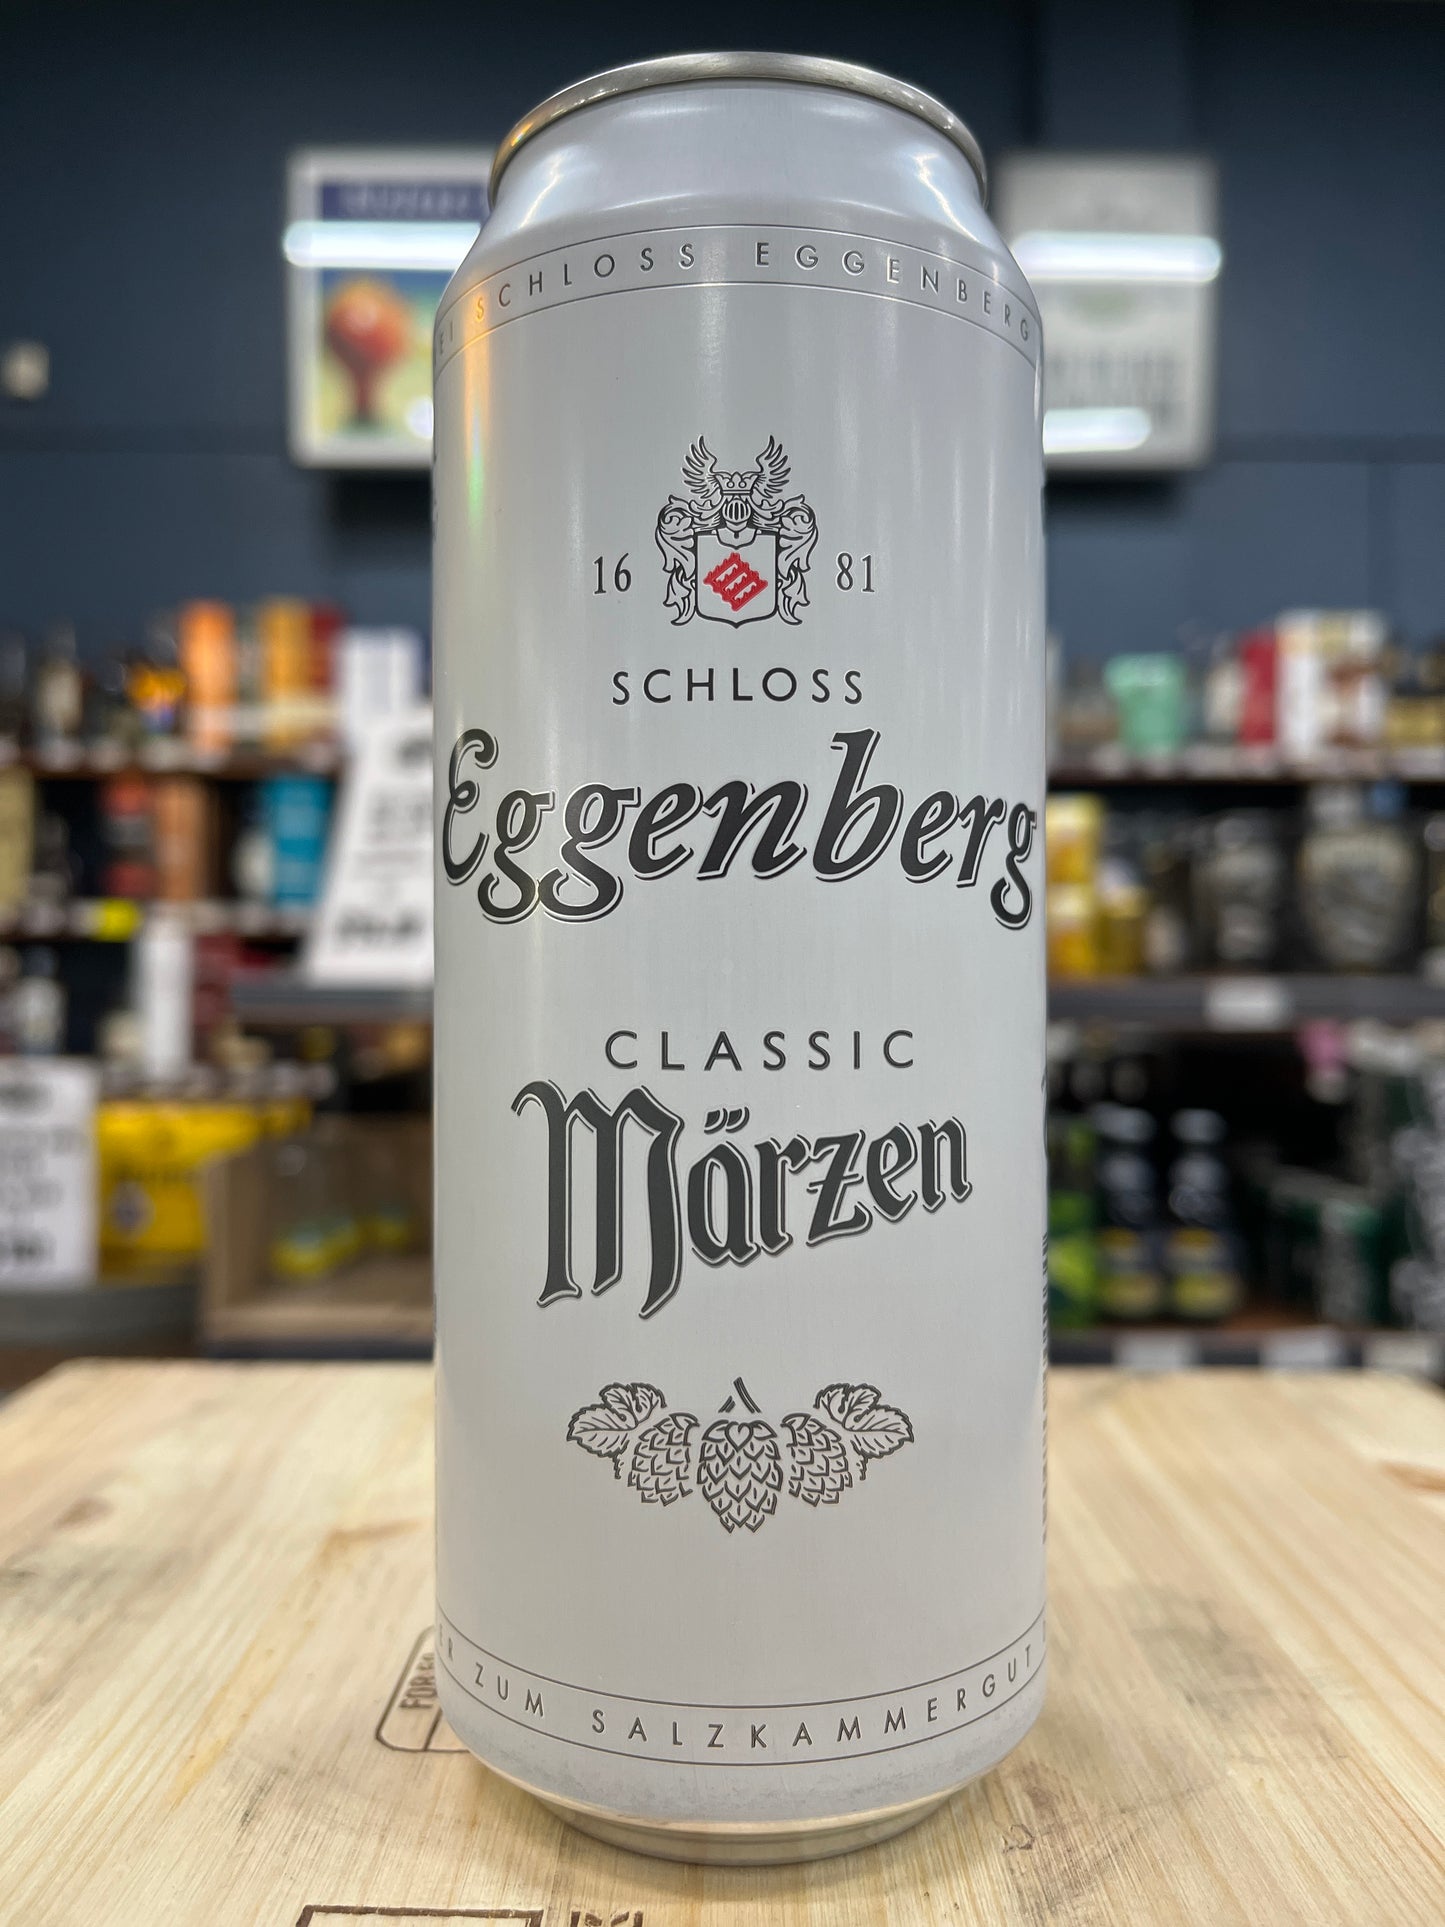 SCHLOSS EGGENBERG
16 81
SCHLOSS
Eggenberg
CLASSIC
Märzen
ZUM SALZKAMMERGUT